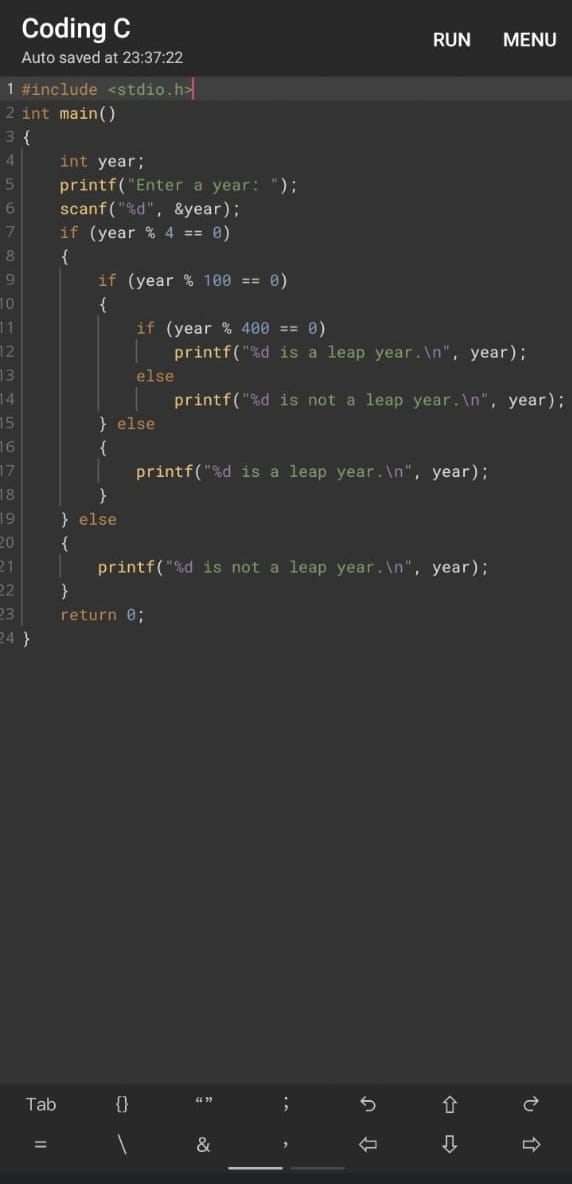 Coding C
RUN MENU
Auto saved at 23:37:22
1 #include <stdio.h>
2 int main()
3 {
4     int year;
5     printf("Enter a year: ");
6     scanf("%d", &year);
7     if (year % 4 == 0)
8     {
9         if (year % 100 == 0)
10         {
11             if (year % 400 == 0)
12                 printf("%d is a leap year.\n", year);
13             else
14                 printf("%d is not a leap year.\n", year);
15         } else
16         {
17             printf("%d is a leap year.\n", year);
18         }
19     } else
20     {
21         printf("%d is not a leap year.\n", year);
22     }
23     return 0;
24 }
Tab {} “” ;
= \ & ,